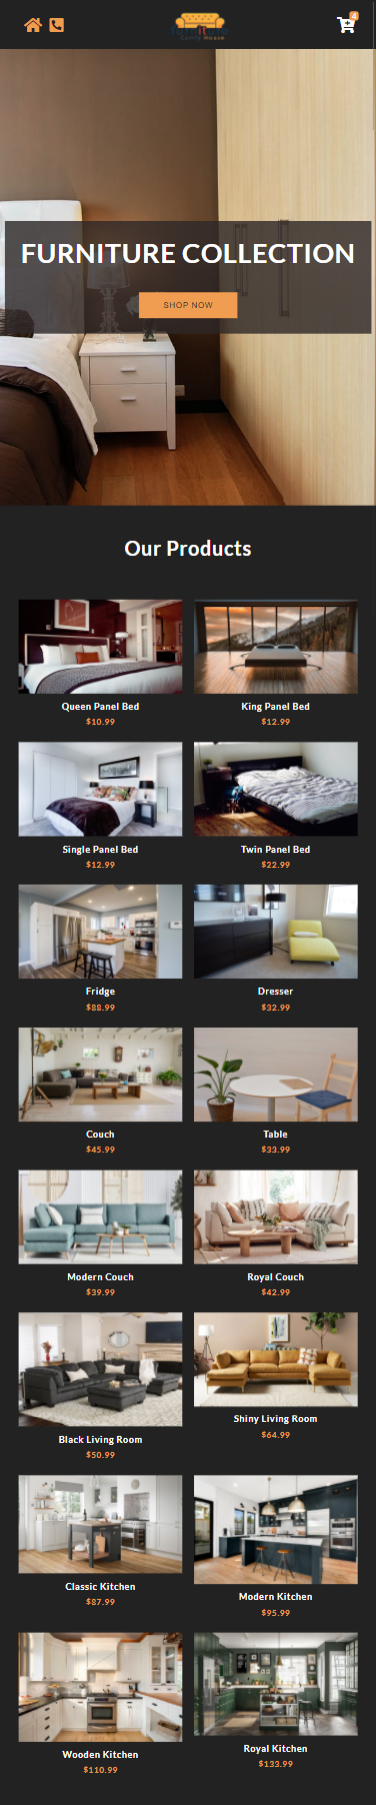 4
FURNITURE COLLECTION
SHOP NOW
Our Products
Queen Panel Bed
$10.99
King Panel Bed
$12.99
Single Panel Bed
$12.99
Twin Panel Bed
$22.99
Fridge
$88.99
Dresser
$32.99
Couch
$45.99
Table
$33.99
Modern Couch
$39.99
Royal Couch
$42.99
Black Living Room
$50.99
Shiny Living Room
$64.99
Classic Kitchen
$87.99
Modern Kitchen
$95.99
Wooden Kitchen
$110.99
Royal Kitchen
$133.99